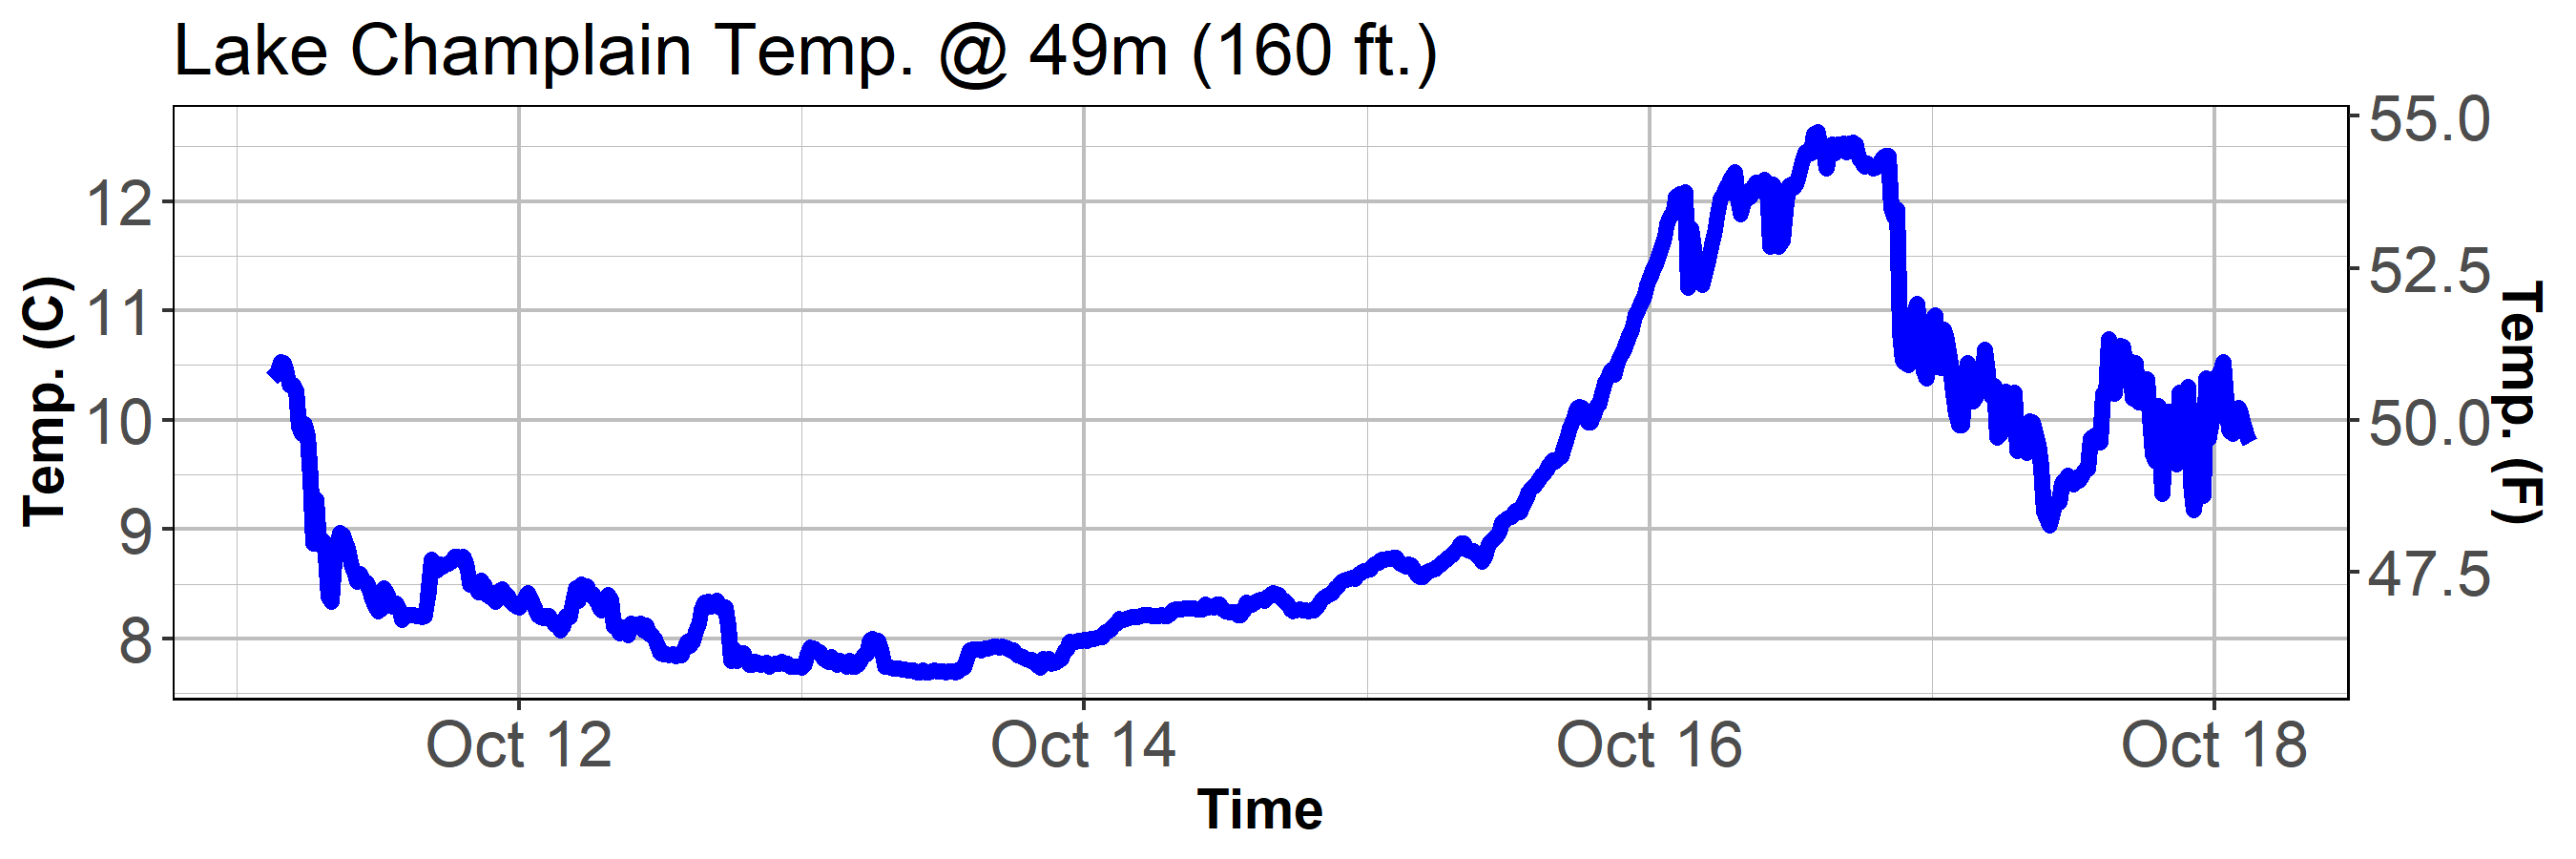 Lake Champlain Temp. @ 49m (160 ft.)
Temp. (C)
12
11
10
9
8
55.0
52.5
50.0
47.5
Temp. (F)
Oct 12
Oct 14
Oct 16
Oct 18
Time